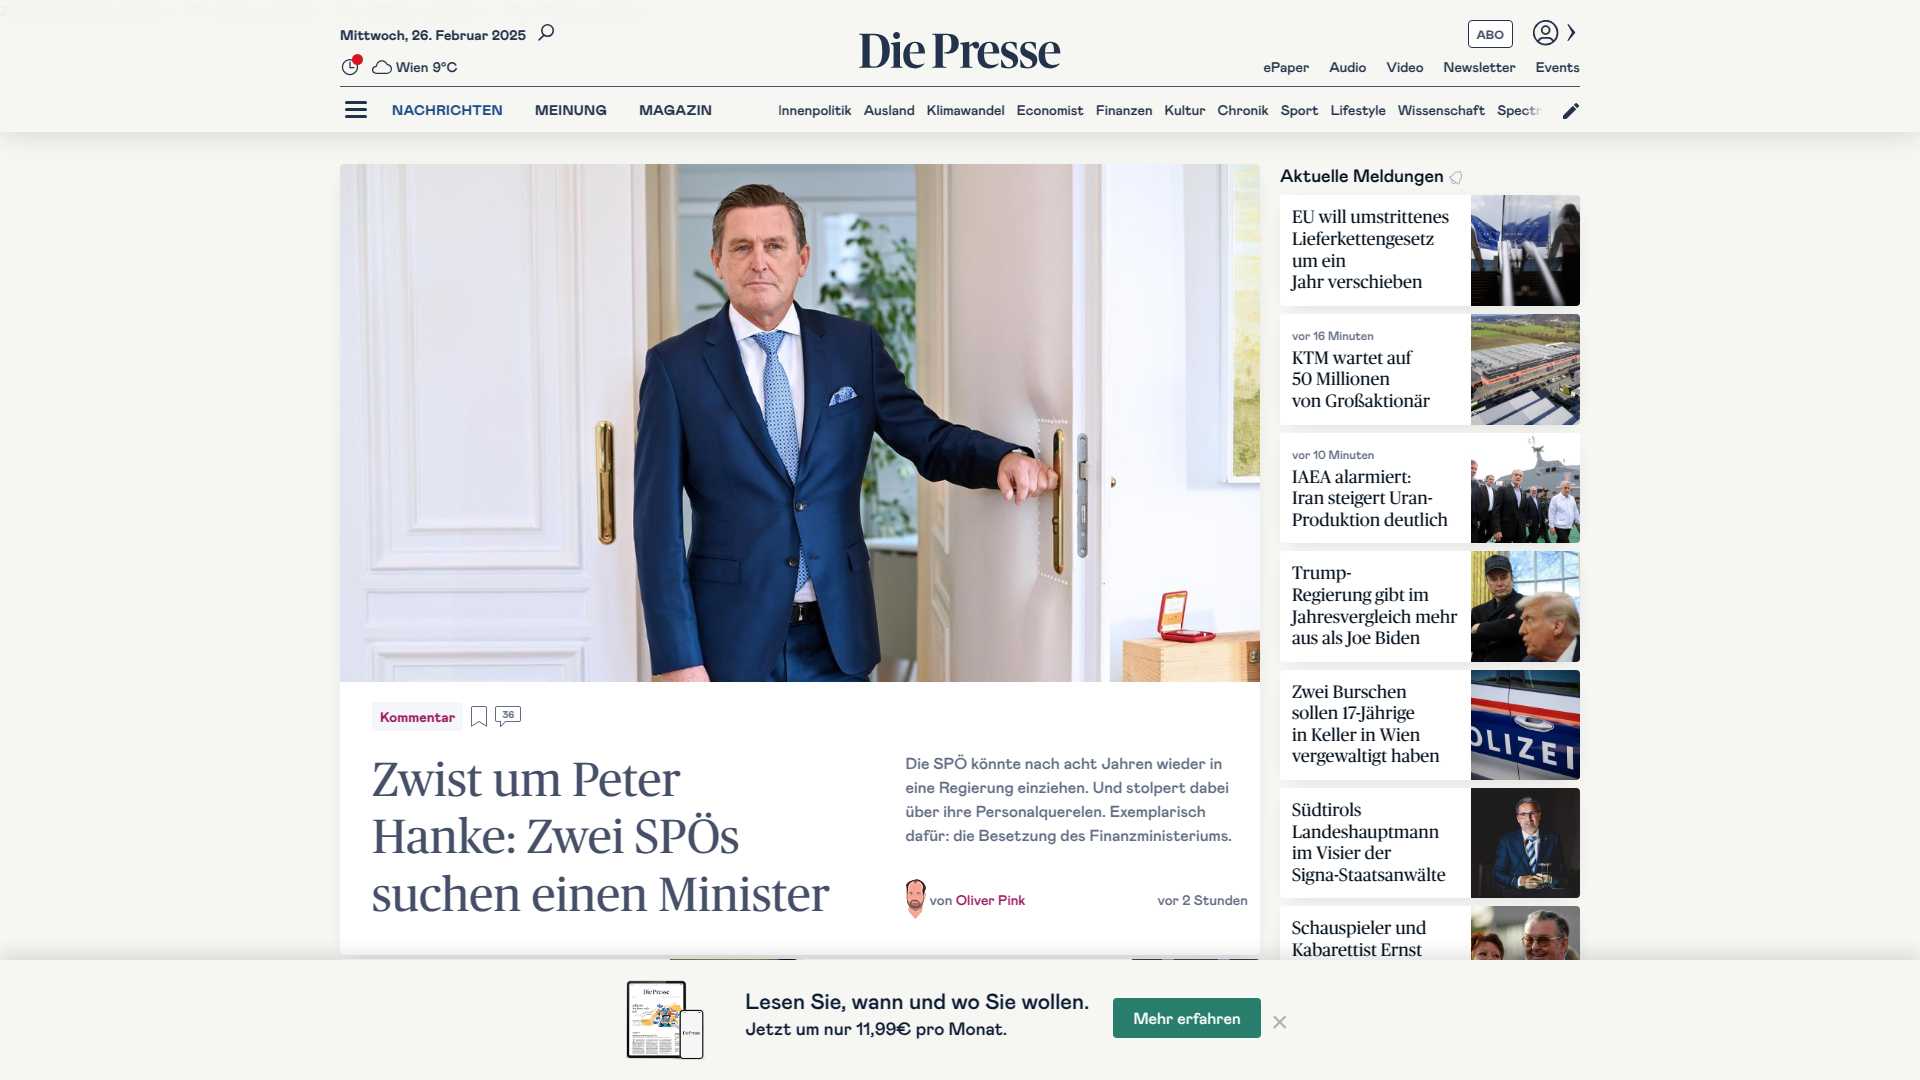 Mittwoch, 26. Februar 2025
Die Presse
ABO
Wien 9°C
ePaper Audio Video Newsletter Events
NACHRICHTEN MEINUNG MAGAZIN
Innenpolitik Ausland Klimawandel Economist Finanzen Kultur Chronik Sport Lifestyle Wissenschaft Spectr
Kommentar
36
Zwist um Peter
Hanke: Zwei SPÖs
suchen einen Minister
Die SPÖ könnte nach acht Jahren wieder in
eine Regierung einziehen. Und stolpert dabei
über ihre Personalquerelen. Exemplarisch
dafür: die Besetzung des Finanzministeriums.
von Oliver Pink
vor 2 Stunden
Aktuelle Meldungen
EU will umstrittenes
Lieferkettengesetz
um ein
Jahr verschieben
vor 16 Minuten
KTM wartet auf
50 Millionen
von Großaktionär
vor 10 Minuten
IAEA alarmiert:
Iran steigert Uran-
Produktion deutlich
Trump-
Regierung gibt im
Jahresvergleich mehr
aus als Joe Biden
Zwei Burschen
sollen 17-Jährige
in Keller in Wien
vergewaltigt haben
OLIZEI
Südtirols
Landeshauptmann
im Visier der
Signa-Staatsanwälte
Schauspieler und
Kabarettist Ernst
Die Presse
Die Presse
Lesen Sie, wann und wo Sie wollen.
Jetzt um nur 11,99€ pro Monat.
Mehr erfahren